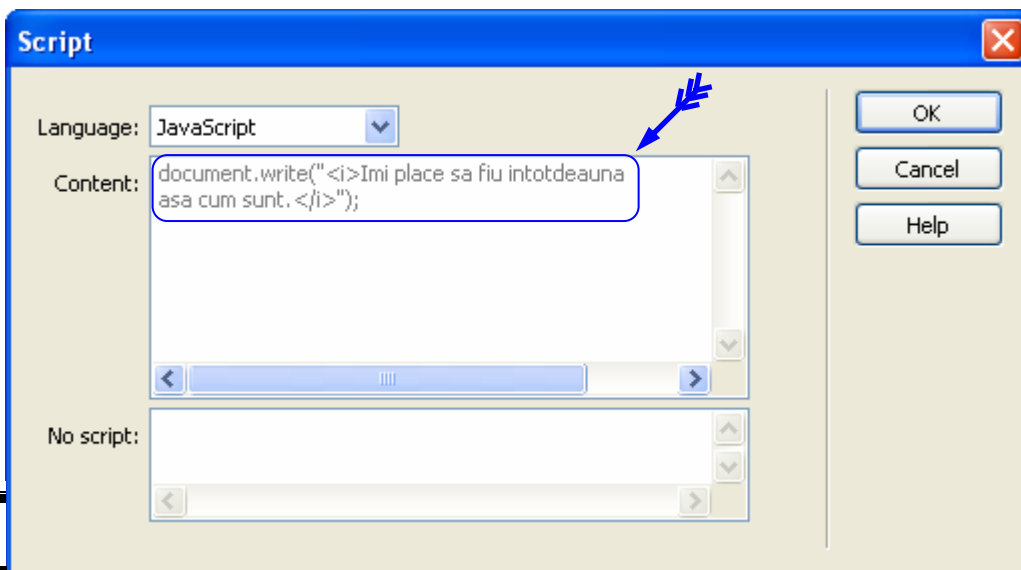 Script
Language: JavaScript
OK
Content: document.write("<i>Imi place sa fiu intotdeauna
asa cum sunt.</i>");
Cancel
Help
No script: